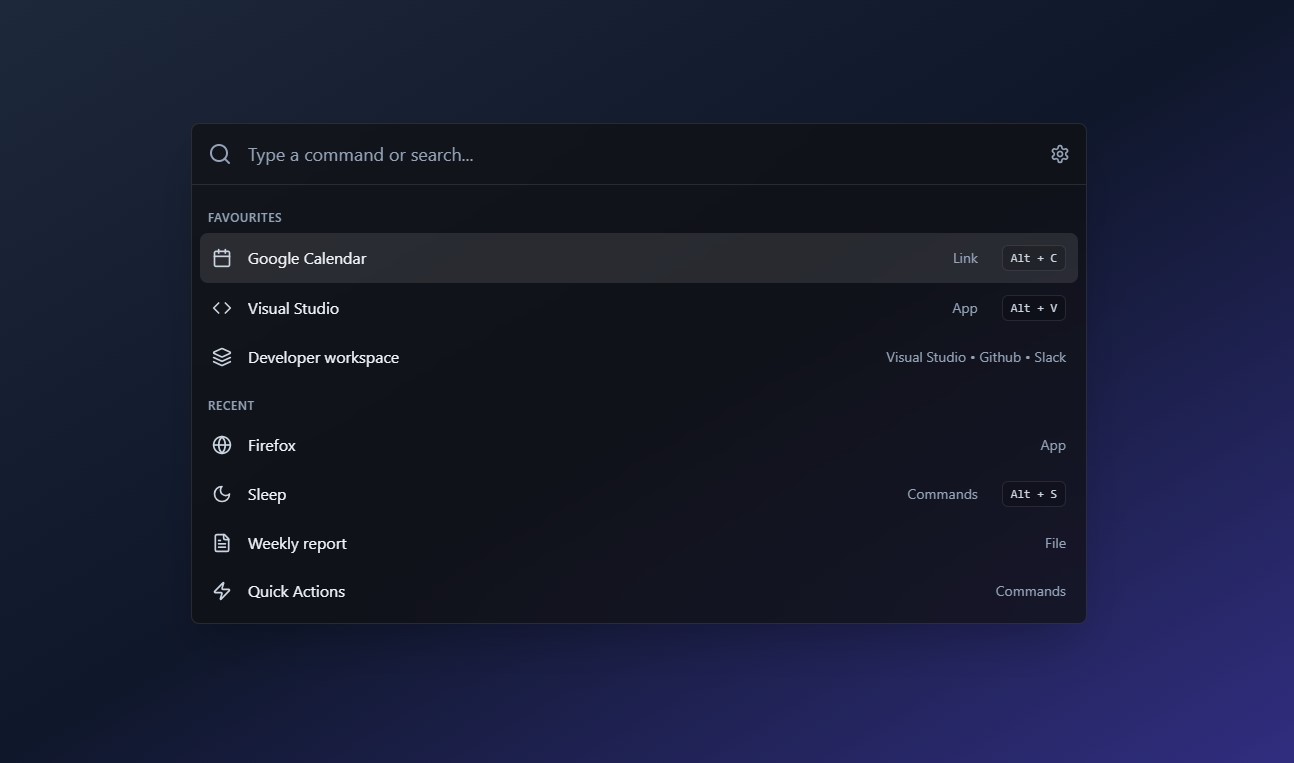 Type a command or search...
FAVOURITES
Google Calendar Link Alt + C
Visual Studio App Alt + V
Developer workspace Visual Studio • Github • Slack
RECENT
Firefox App
Sleep Commands Alt + S
Weekly report File
Quick Actions Commands